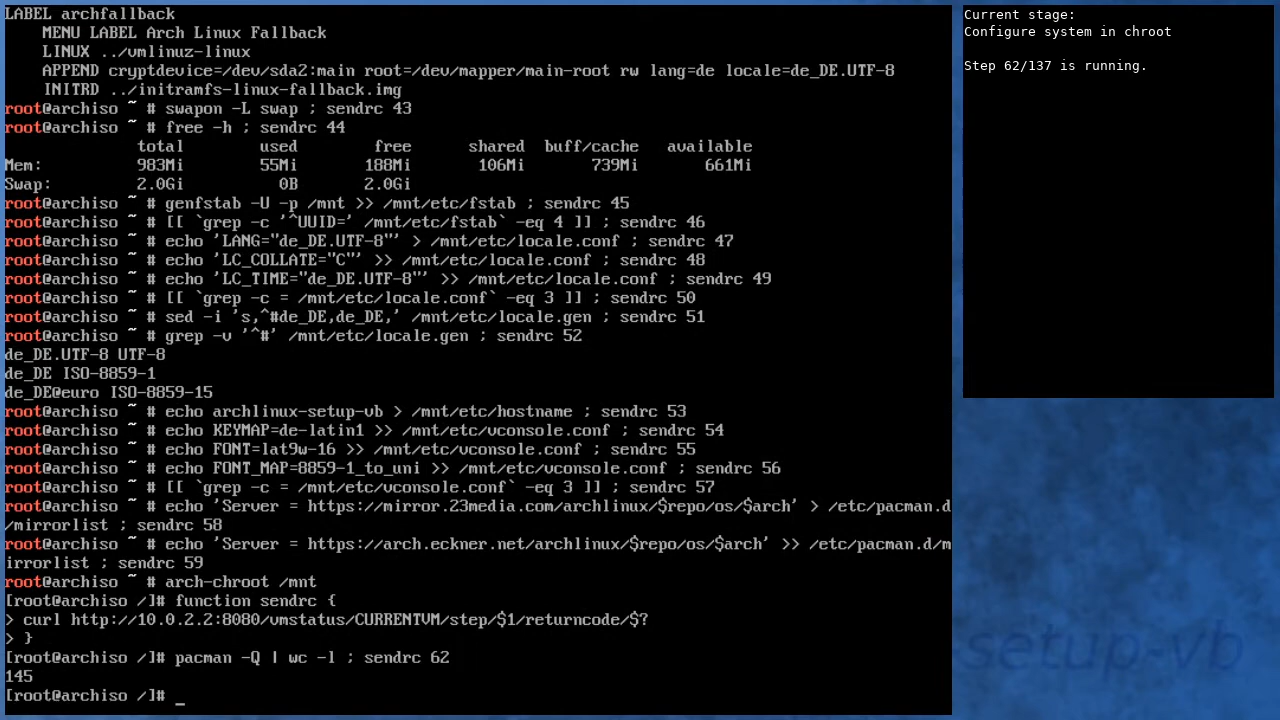 LABEL archfallback
    MENU LABEL Arch Linux Fallback
    LINUX ../vmlinuz-linux
    APPEND cryptdevice=/dev/sda2:main root=/dev/mapper/main-root rw lang=de locale=de_DE.UTF-8
    INITRD ../initramfs-linux-fallback.img
root@archiso ~ # swapon -L swap ; sendrc 43
root@archiso ~ # free -h ; sendrc 44
              total        used        free      shared  buff/cache   available
Mem:          983Mi        55Mi       188Mi       106Mi       739Mi       661Mi
Swap:         2.0Gi          0B       2.0Gi
root@archiso ~ # genfstab -U -p /mnt >> /mnt/etc/fstab ; sendrc 45
root@archiso ~ # [[ `grep -c '^UUID=' /mnt/etc/fstab` -eq 4 ]] ; sendrc 46
root@archiso ~ # echo 'LANG="de_DE.UTF-8"' > /mnt/etc/locale.conf ; sendrc 47
root@archiso ~ # echo 'LC_COLLATE="C"' >> /mnt/etc/locale.conf ; sendrc 48
root@archiso ~ # echo 'LC_TIME="de_DE.UTF-8"' >> /mnt/etc/locale.conf ; sendrc 49
root@archiso ~ # [[ `grep -c = /mnt/etc/locale.conf` -eq 3 ]] ; sendrc 50
root@archiso ~ # sed -i 's,^#de_DE,de_DE,' /mnt/etc/locale.gen ; sendrc 51
root@archiso ~ # grep -v '^#' /mnt/etc/locale.gen ; sendrc 52
de_DE.UTF-8 UTF-8
de_DE ISO-8859-1
de_DE@euro ISO-8859-15
root@archiso ~ # echo archlinux-setup-vb > /mnt/etc/hostname ; sendrc 53
root@archiso ~ # echo KEYMAP=de-latin1 >> /mnt/etc/vconsole.conf ; sendrc 54
root@archiso ~ # echo FONT=lat9w-16 >> /mnt/etc/vconsole.conf ; sendrc 55
root@archiso ~ # echo FONT_MAP=8859-1_to_uni >> /mnt/etc/vconsole.conf ; sendrc 56
root@archiso ~ # [[ `grep -c = /mnt/etc/vconsole.conf` -eq 3 ]] ; sendrc 57
root@archiso ~ # echo 'Server = https://mirror.23media.com/archlinux/$repo/os/$arch' > /etc/pacman.d
/mirrorlist ; sendrc 58
root@archiso ~ # echo 'Server = https://arch.eckner.net/archlinux/$repo/os/$arch' >> /etc/pacman.d/m
irrorlist ; sendrc 59
root@archiso ~ # arch-chroot /mnt
[root@archiso /]# function sendrc {
> curl http://10.0.2.2:8080/vmstatus/CURRENTVM/step/$1/returncode/$?
> }
[root@archiso /]# pacman -Q | wc -l ; sendrc 62
145
[root@archiso /]# _
Current stage:
Configure system in chroot
Step 62/137 is running.
setup-vb